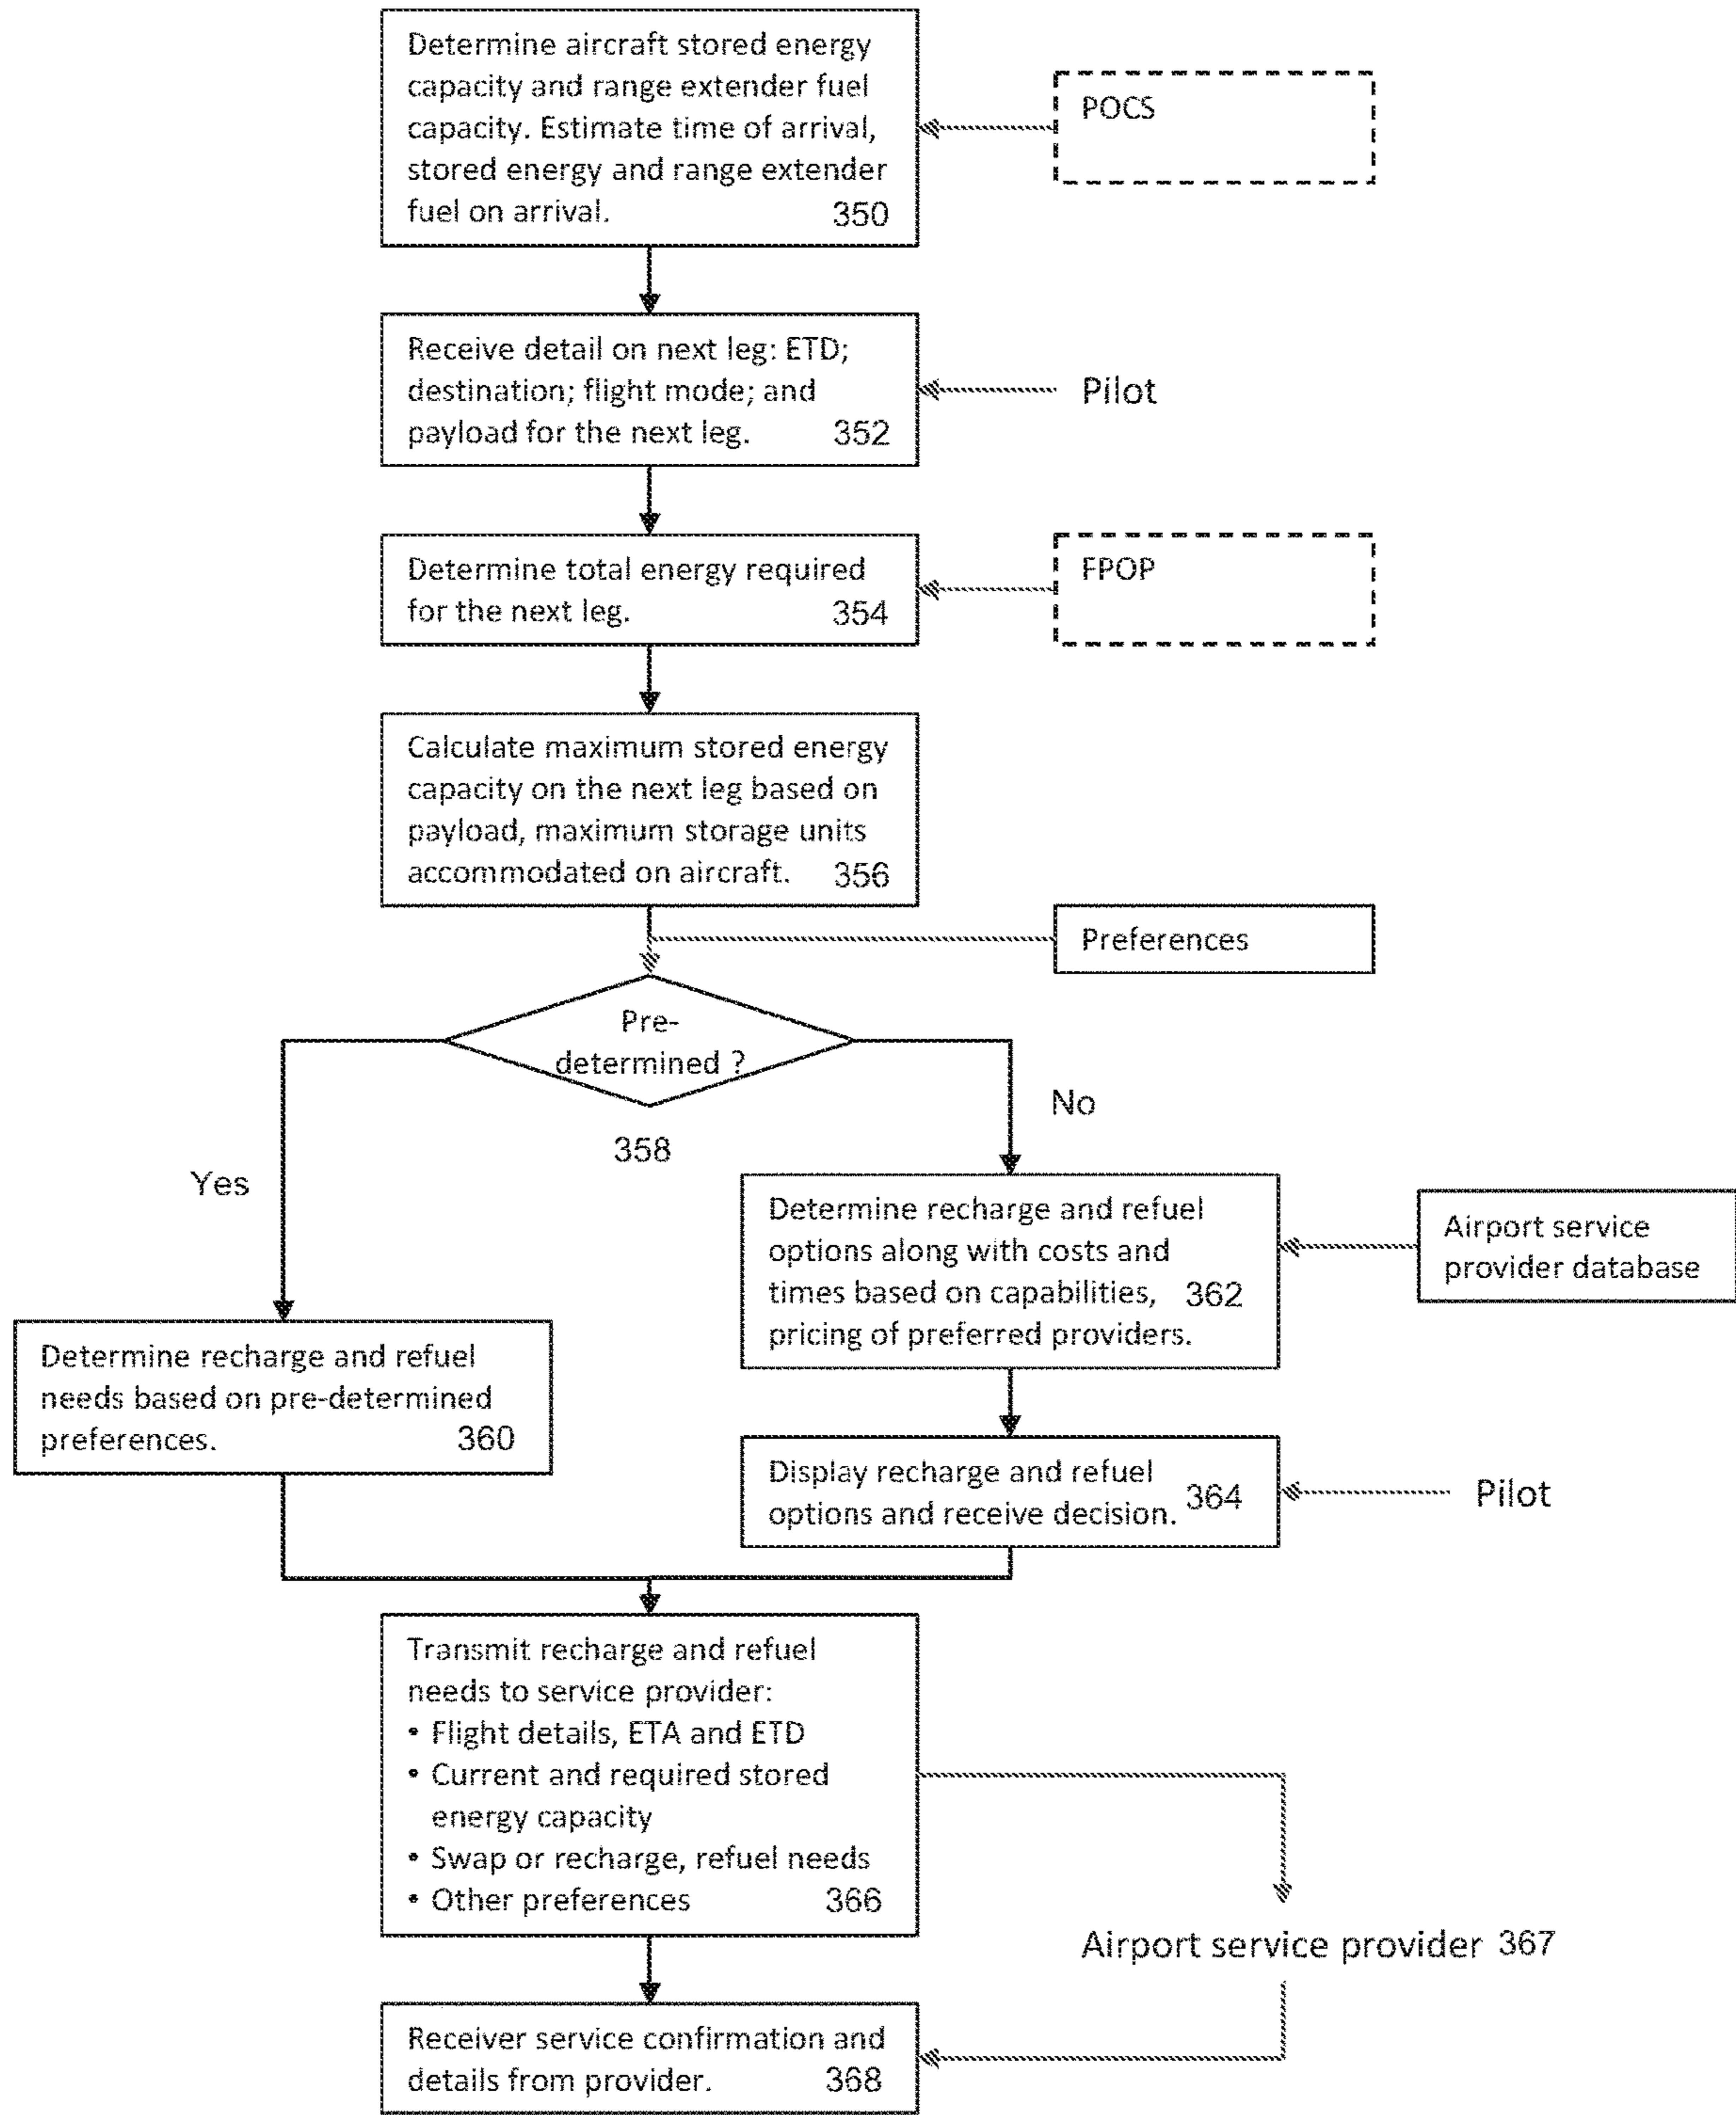 Determine aircraft stored energy
capacity and range extender fuel
capacity. Estimate time of arrival,
stored energy and range extender
fuel on arrival. 350
POCS
Receive detail on next leg: ETD;
destination; flight mode; and
payload for the next leg. 352
Pilot
Determine total energy required
for the next leg. 354
FPOP
Calculate maximum stored energy
capacity on the next leg based on
payload, maximum storage units
accommodated on aircraft. 356
Preferences
Pre-
determined ?
358
Yes
No
Determine recharge and refuel
options along with costs and
times based on capabilities, 362
pricing of preferred providers.
Airport service
provider database
Determine recharge and refuel
needs based on pre-determined
preferences. 360
Display recharge and refuel
options and receive decision. 364
Pilot
Transmit recharge and refuel
needs to service provider:
• Flight details, ETA and ETD
• Current and required stored
energy capacity
• Swap or recharge, refuel needs
• Other preferences 366
Airport service provider 367
Receiver service confirmation and
details from provider. 368